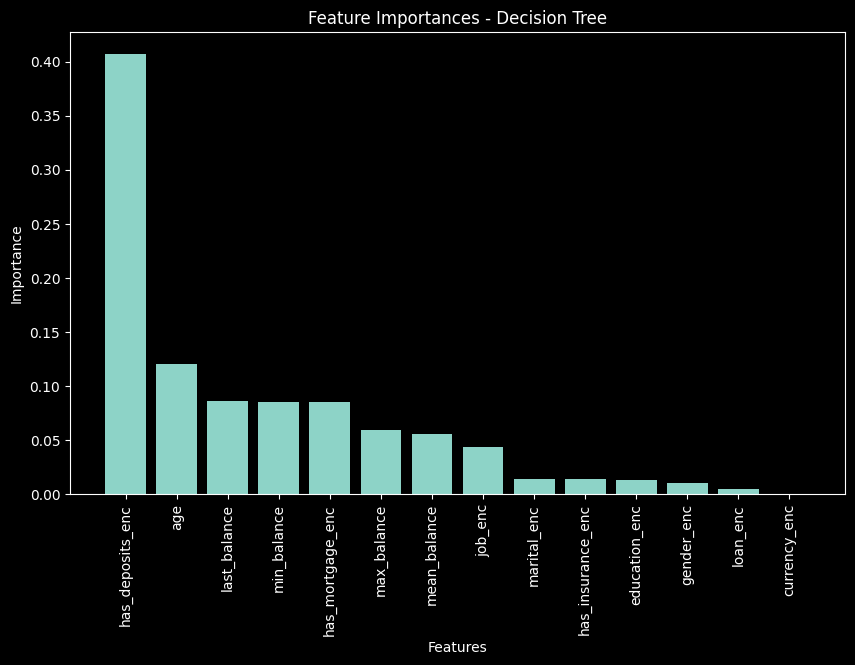 Feature Importances - Decision Tree
Importance
0.40
0.35
0.30
0.25
0.20
0.15
0.10
0.05
0.00
has_deposits_enc
age
last_balance
min_balance
has_mortgage_enc
max_balance
mean_balance
job_enc
marital_enc
has_insurance_enc
education_enc
gender_enc
loan_enc
currency_enc
Features